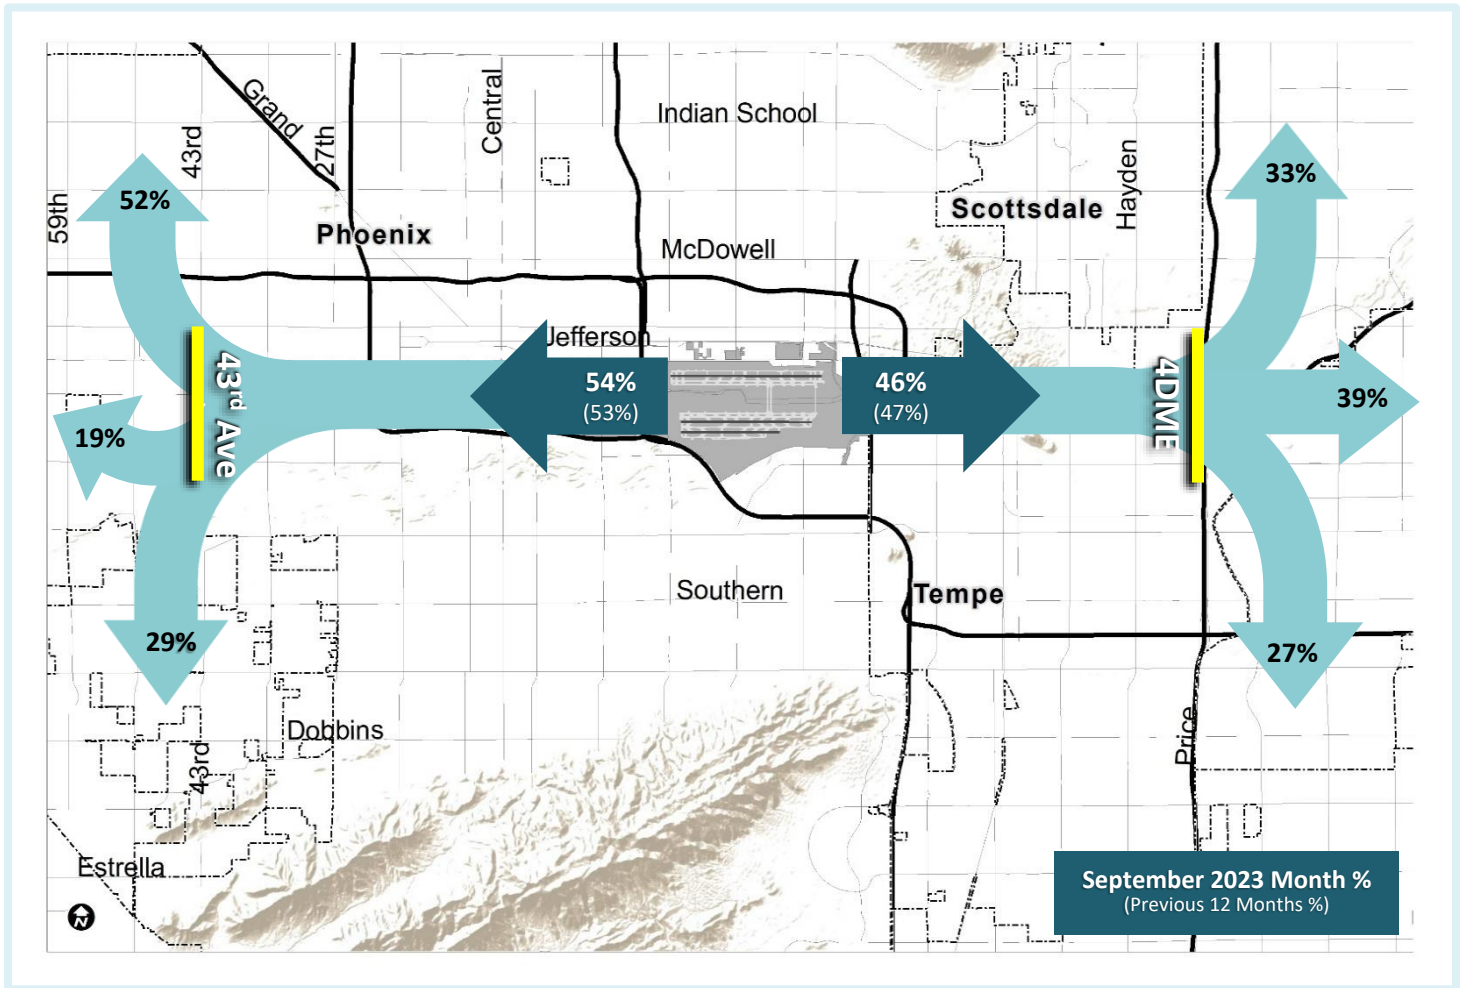 Grand
43rd
27th
Central
Indian School
Hayden
33%
52%
59th
Phoenix
Scottsdale
McDowell
Jefferson
43rd Ave
54%
(53%)
46%
(47%)
4DME
39%
19%
Southern
Tempe
29%
27%
Dobbins
43rd
Price
Estrella
N
September 2023 Month %
(Previous 12 Months %)